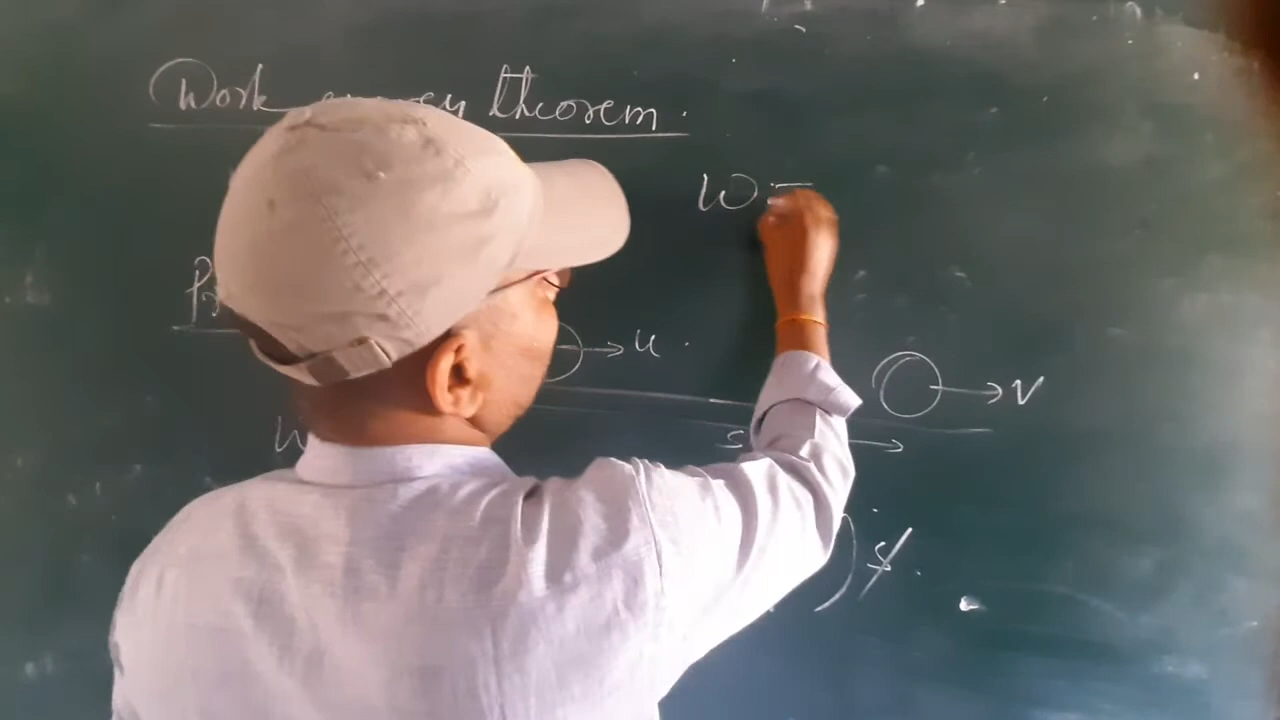 Work energy theorem.
W =
u.
v
s
W
) s.